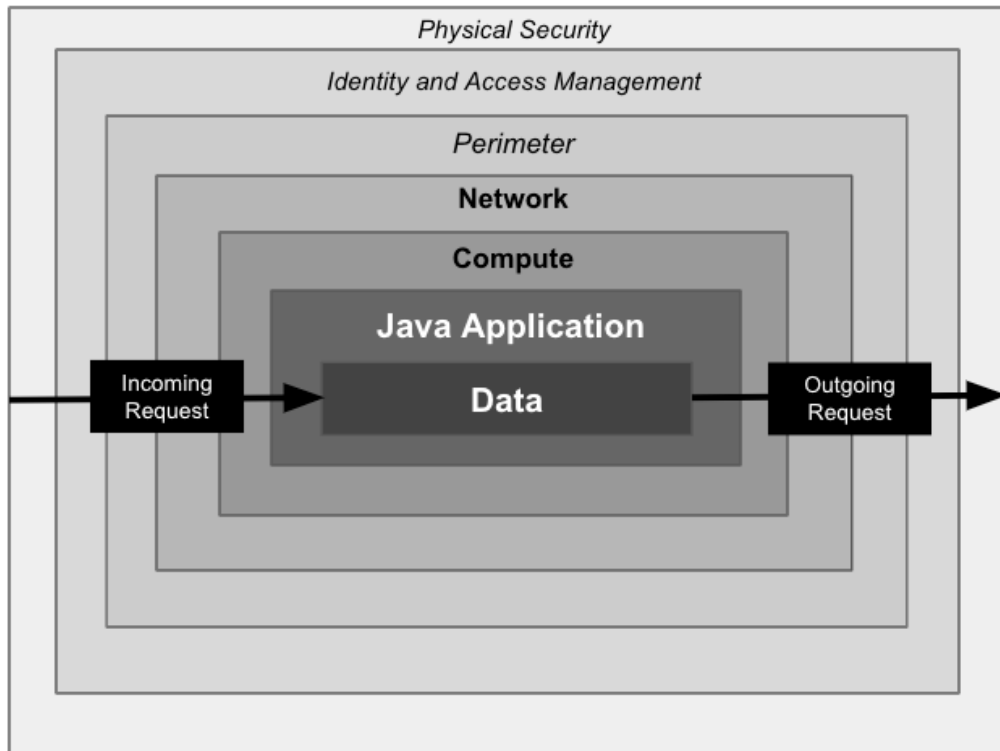 Physical Security
Identity and Access Management
Perimeter
Network
Compute
Java Application
Incoming
Request
Data
Outgoing
Request